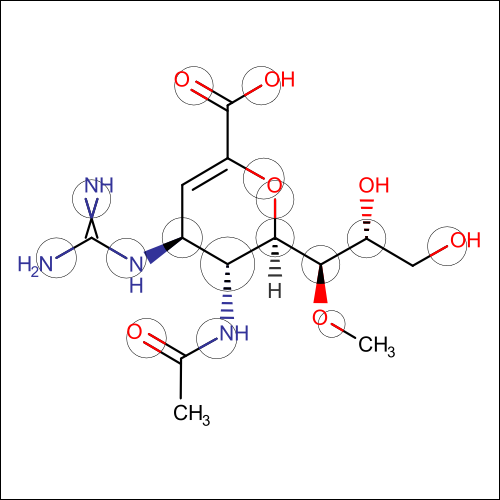 O OH
NH O OH
H₂N N H OH
H
O NH O CH₃
CH₃